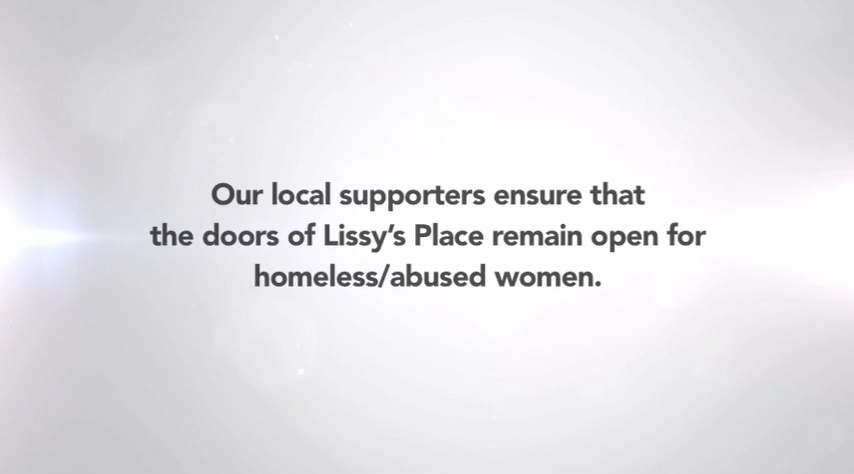 Our local supporters ensure that
the doors of Lissy’s Place remain open for
homeless/abused women.